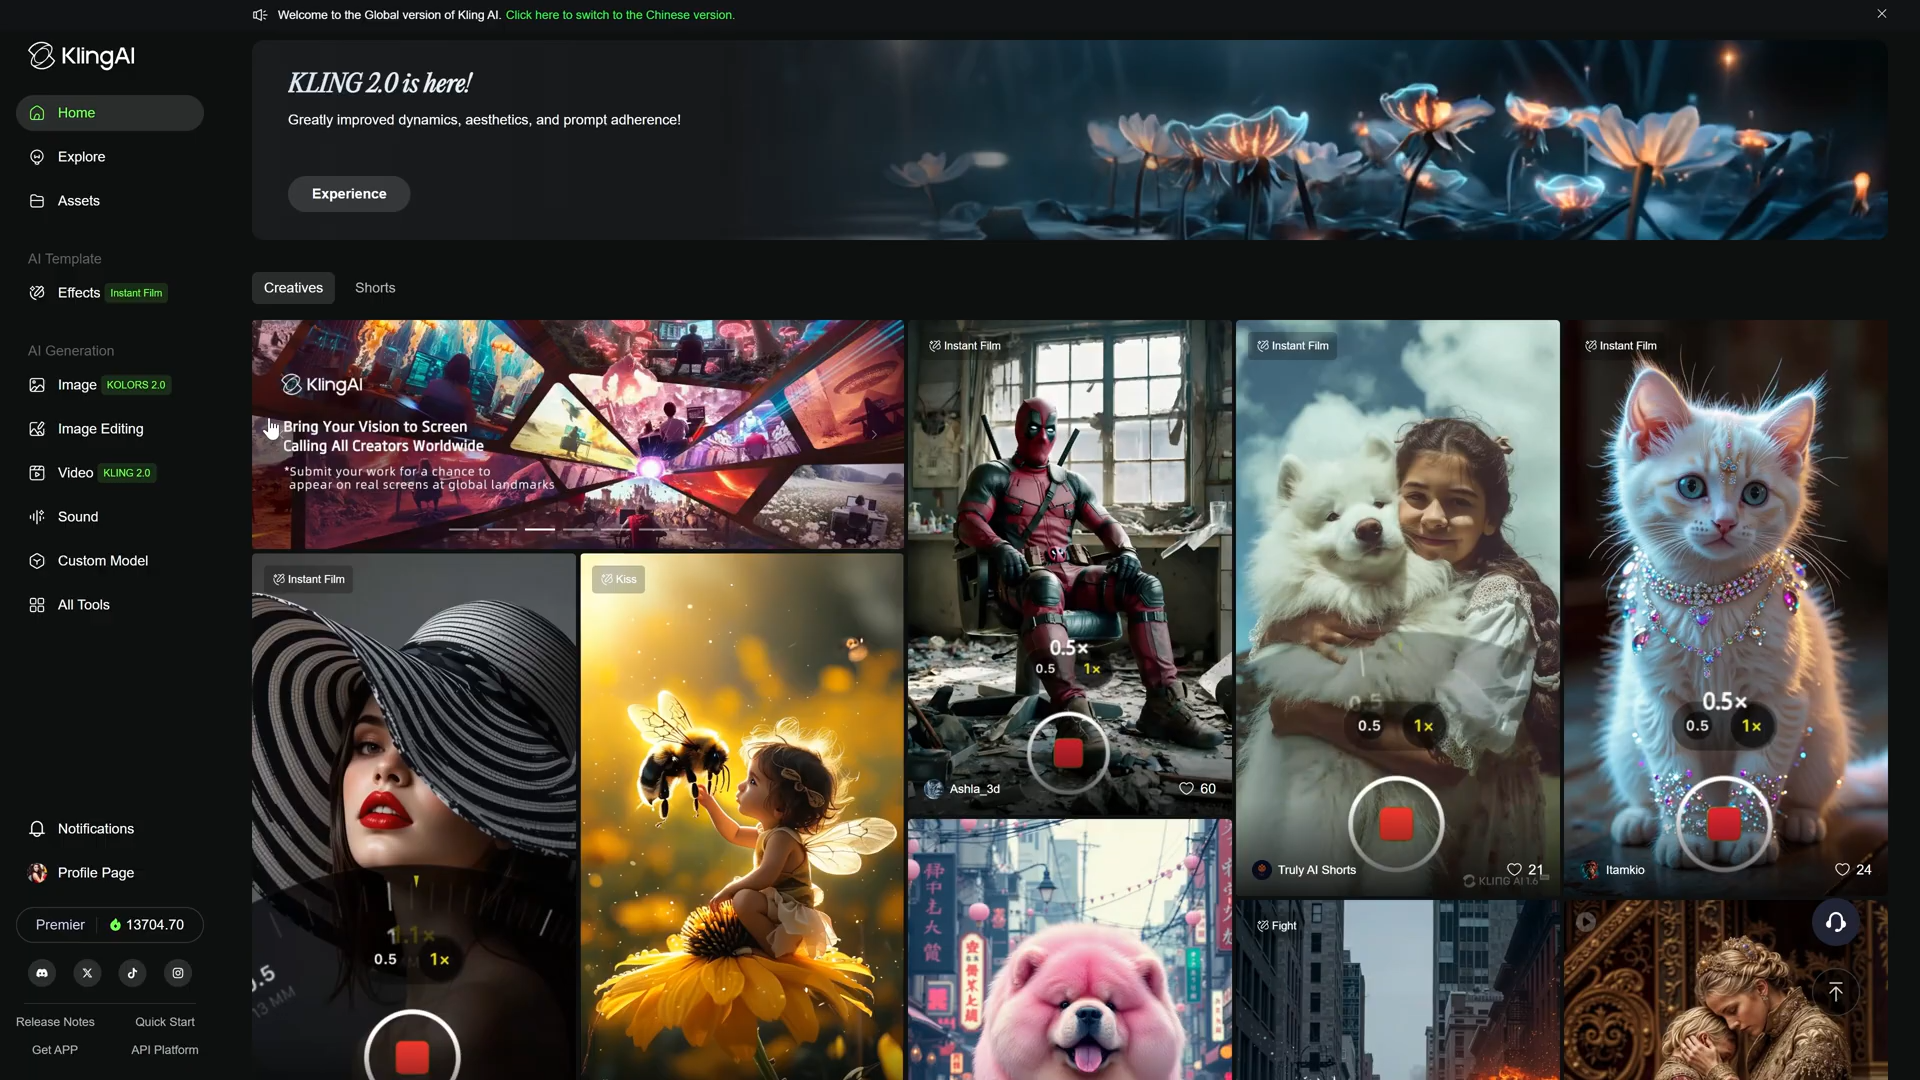 Welcome to the Global version of Kling AI. Click here to switch to the Chinese version.
KlingAI
Home
Explore
Assets
AI Template
Effects Instant Film
AI Generation
Image KOLORS 2.0
Image Editing
Video KLING 2.0
Sound
Custom Model
All Tools
Notifications
Profile Page
Premier 13704.70
Release Notes Quick Start
Get APP API Platform
KLING 2.0 is here!
Greatly improved dynamics, aesthetics, and prompt adherence!
Experience
Creatives Shorts
KlingAI
Bring Your Vision to Screen
Calling All Creators Worldwide
*Submit your work for a chance to
appear on real screens at global landmarks
Instant Film
0.5 1×
Kiss
Instant Film
0.5×
0.5 1×
Ashla_3d 60
Instant Film
0.5 1×
Truly AI Shorts 21
KLING AI 1.6
Instant Film
0.5×
0.5 1×
Itamkio 24
Fight